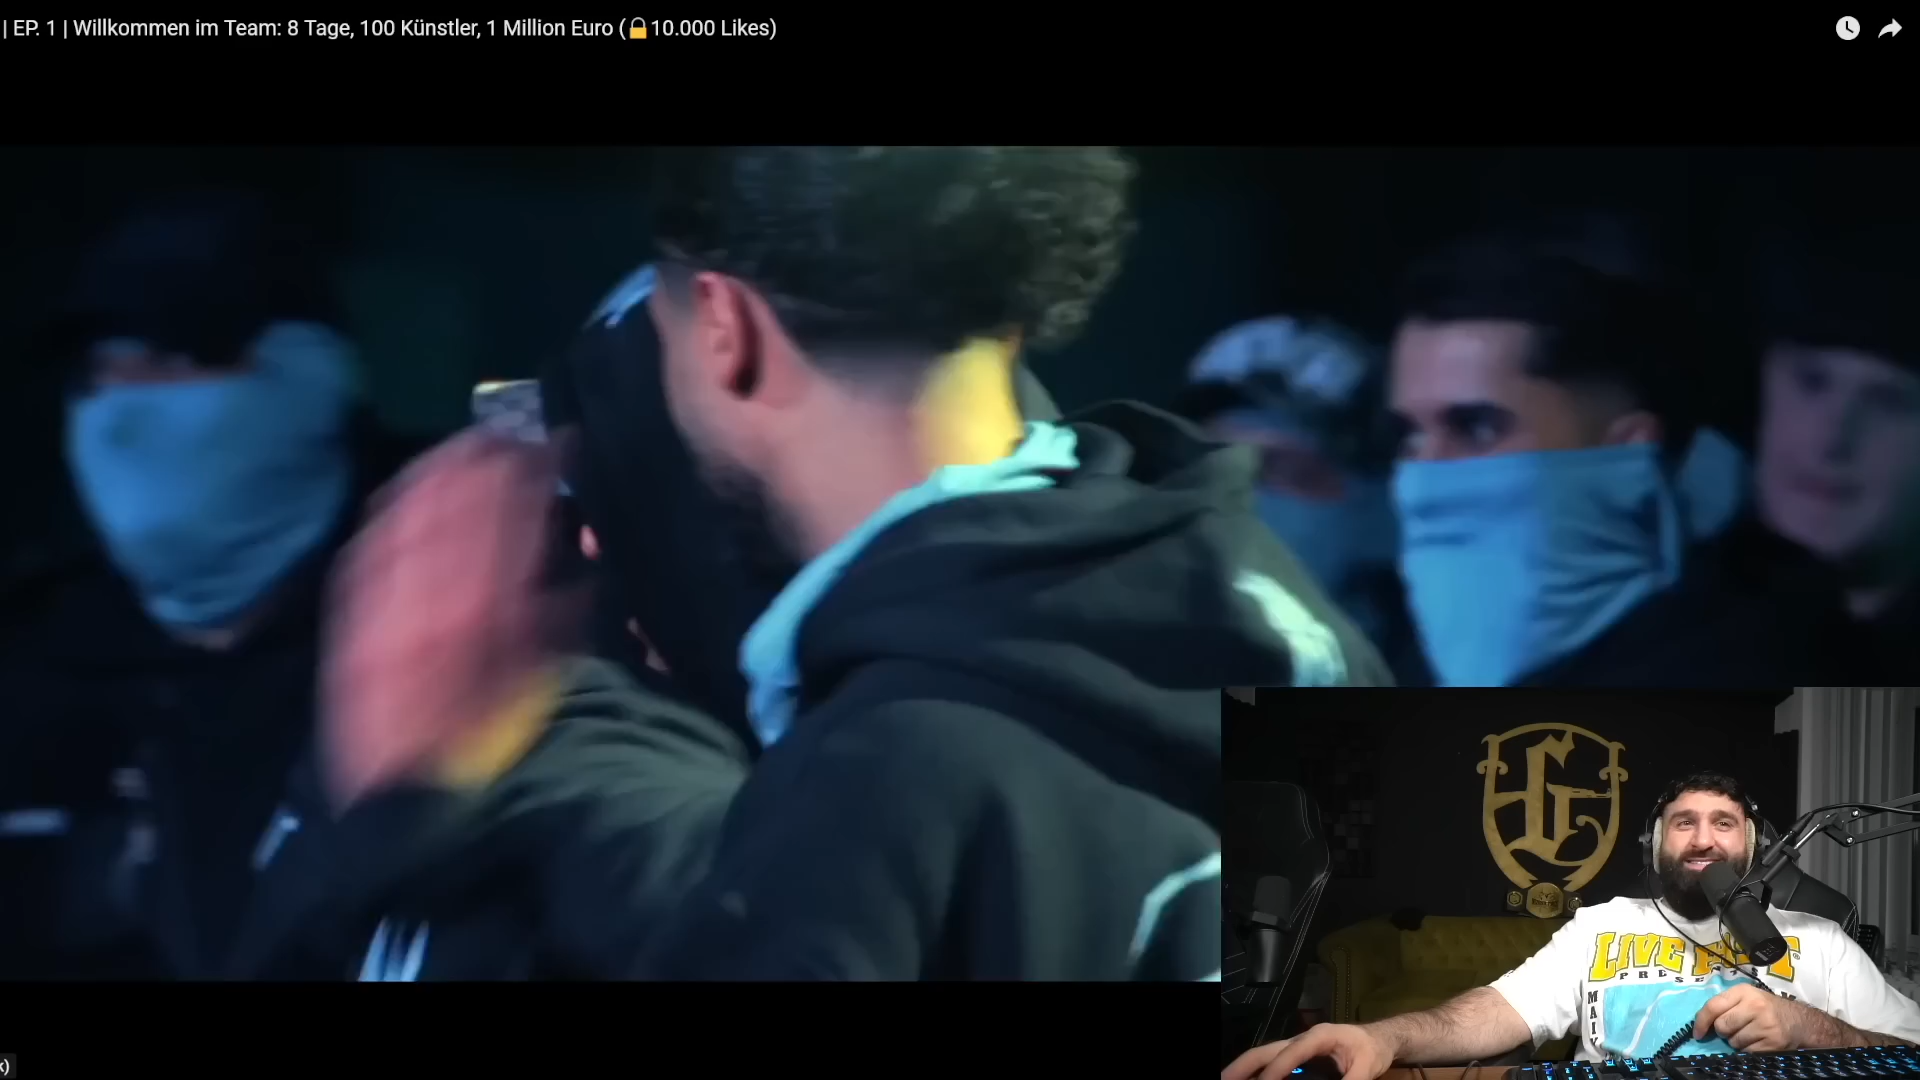 | EP. 1 | Willkommen im Team: 8 Tage, 100 Künstler, 1 Million Euro (🔒10.000 Likes)
LIVE